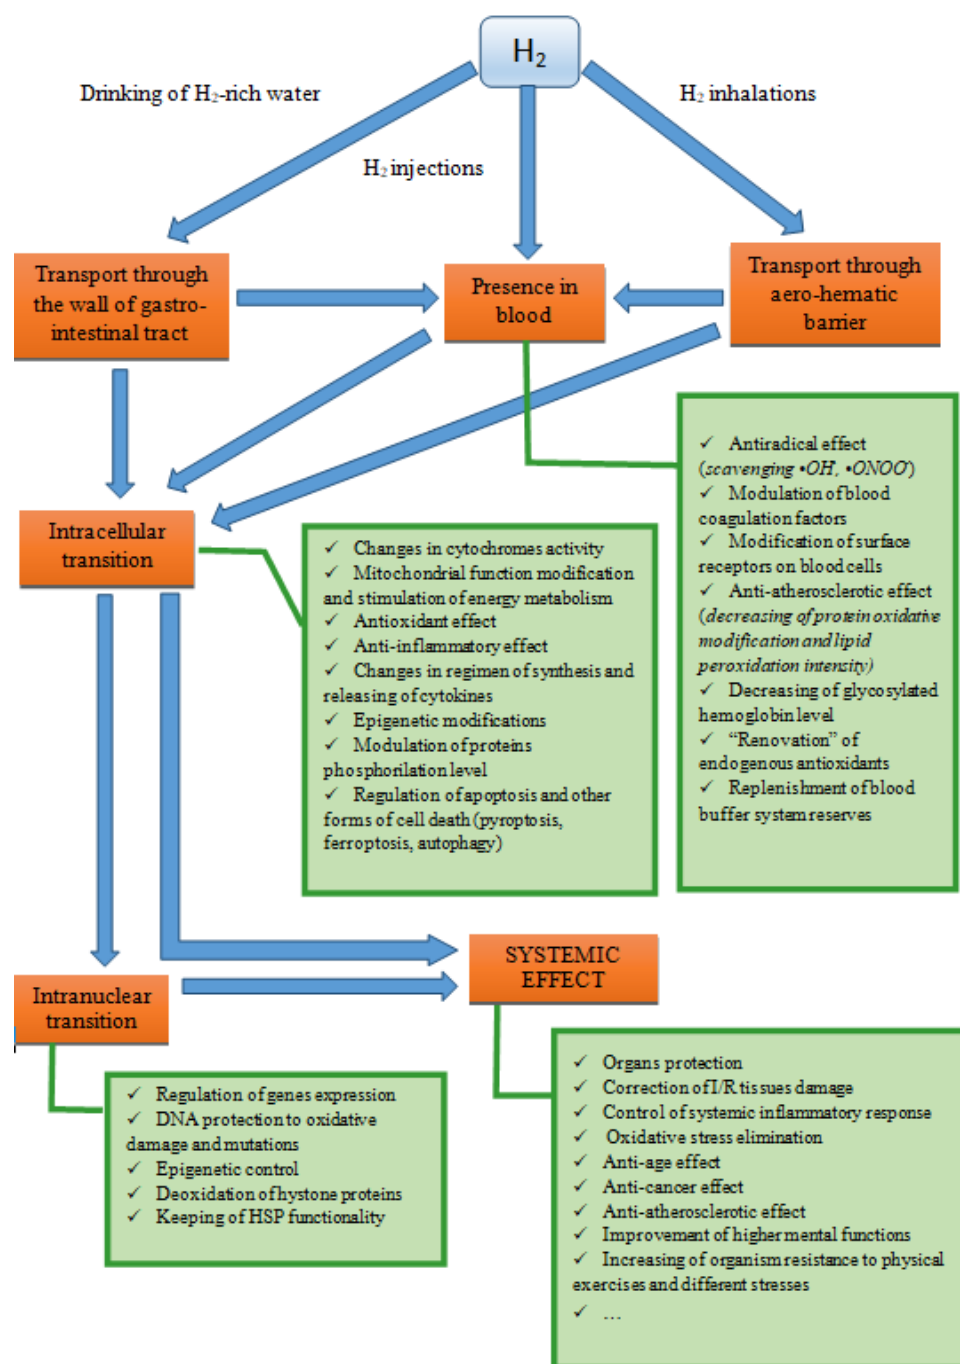 H₂
Drinking of H₂-rich water
H₂ inhalations
H₂ injections
Transport through
the wall of gastro-
intestinal tract
Presence in
blood
Transport through
aero-hematic
barrier
✓ Antiradical effect
(scavenging •OH, •ONOO)
✓ Modulation of blood
coagulation factors
✓ Modification of surface
receptors on blood cells
✓ Anti-atherosclerotic effect
(decreasing of protein oxidative
modification and lipid
peroxidation intensity)
✓ Decreasing of glycosylated
hemoglobin level
✓ “Renovation” of
endogenous antioxidants
✓ Replenishment of blood
buffer system reserves
Intracellular
transition
✓ Changes in cytochromes activity
✓ Mitochondrial function modification
and stimulation of energy metabolism
✓ Antioxidant effect
✓ Anti-inflammatory effect
✓ Changes in regimen of synthesis and
releasing of cytokines
✓ Epigenetic modifications
✓ Modulation of proteins
phosphorilation level
✓ Regulation of apoptosis and other
forms of cell death (pyroptosis,
ferroptosis, autophagy)
SYSTEMIC
EFFECT
Intranuclear
transition
✓ Regulation of genes expression
✓ DNA protection to oxidative
damage and mutations
✓ Epigenetic control
✓ Deoxidation of hystone proteins
✓ Keeping of HSP functionality
✓ Organs protection
✓ Correction of I/R tissues damage
✓ Control of systemic inflammatory response
✓ Oxidative stress elimination
✓ Anti-age effect
✓ Anti-cancer effect
✓ Anti-atherosclerotic effect
✓ Improvement of higher mental functions
✓ Increasing of organism resistance to physical
exercises and different stresses
✓ …